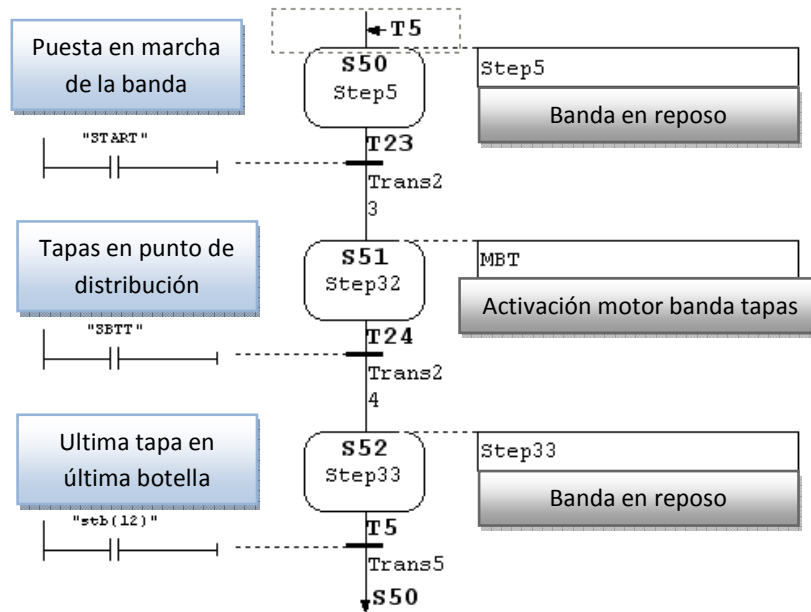 T5
Puesta en marcha
de la banda
S50
Step5
Step5
Banda en reposo
"START"
T23
Trans2
3
Tapas en punto de
distribución
S51
Step32
MBT
Activación motor banda tapas
"SBTT"
T24
Trans2
4
Ultima tapa en
última botella
S52
Step33
Step33
Banda en reposo
"stb(12)"
T5
Trans5
S50